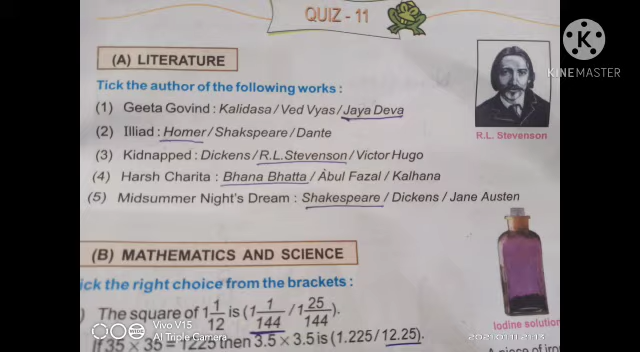 QUIZ - 11
KINEMASTER
(A) LITERATURE
Tick the author of the following works :
(1) Geeta Govind : Kalidasa / Ved Vyas / Jaya Deva
(2) Illiad : Homer / Shakspeare / Dante
R.L. Stevenson
(3) Kidnapped : Dickens / R.L.Stevenson / Victor Hugo
(4) Harsh Charita : Bhana Bhatta / Àbul Fazal / Kalhana
(5) Midsummer Night's Dream : Shakespeare / Dickens / Jane Austen
(B) MATHEMATICS AND SCIENCE
ick the right choice from the brackets :
) The square of 1 1/12 is (1 1/144 / 1 25/144).
Iodine solution
If 35 × 35 = 1225 then 3.5 × 3.5 is (1.225 / 12.25).
Vivo V15
AI Triple Camera
A piece of iro